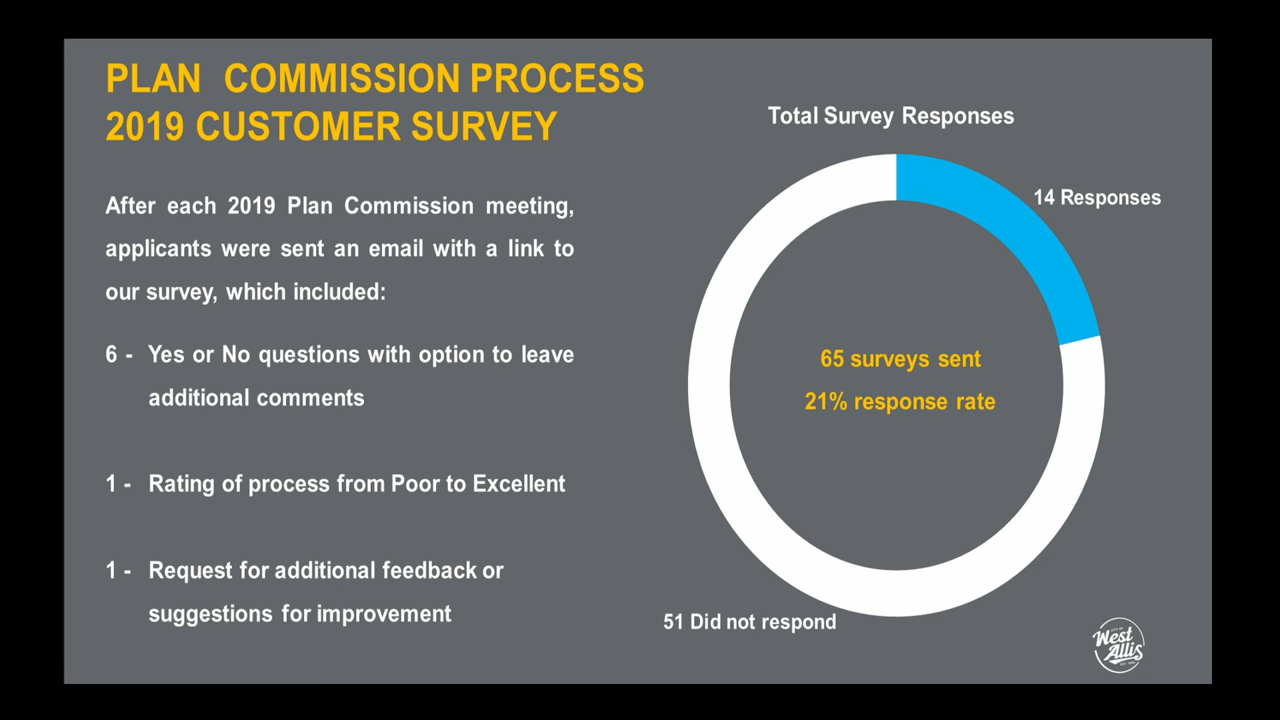 PLAN COMMISSION PROCESS
2019 CUSTOMER SURVEY
After each 2019 Plan Commission meeting,
applicants were sent an email with a link to
our survey, which included:
6 - Yes or No questions with option to leave
additional comments
1 - Rating of process from Poor to Excellent
1 - Request for additional feedback or
suggestions for improvement
Total Survey Responses
14 Responses
65 surveys sent
21% response rate
51 Did not respond
West
Allis